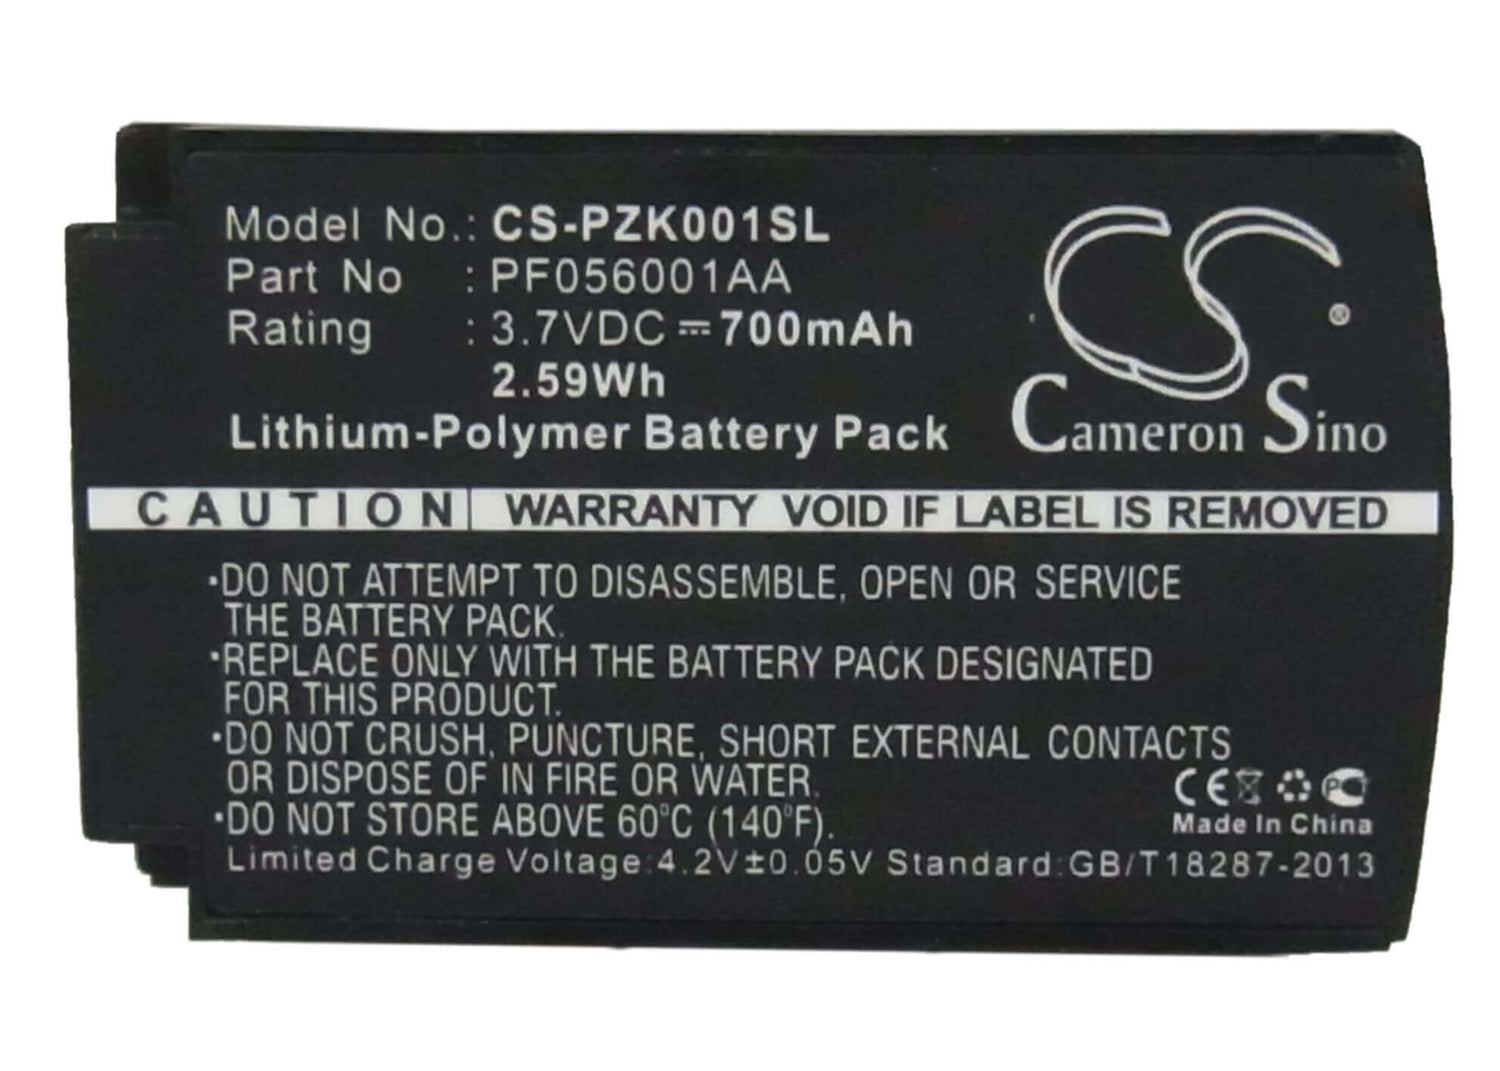 Model No.: CS-PZK001SL
Part No : PF056001AA
Rating : 3.7VDC ⎓ 700mAh
2.59Wh
Lithium-Polymer Battery Pack
CS ®
Cameron Sino
CAUTION WARRANTY VOID IF LABEL IS REMOVED
·DO NOT ATTEMPT TO DISASSEMBLE, OPEN OR SERVICE
THE BATTERY PACK.
·REPLACE ONLY WITH THE BATTERY PACK DESIGNATED
FOR THIS PRODUCT.
·DO NOT CRUSH, PUNCTURE, SHORT EXTERNAL CONTACTS
OR DISPOSE OF IN FIRE OR WATER.
·DO NOT STORE ABOVE 60°C (140°F).
CE PC
Made In China
Limited Charge Voltage:4.2V±0.05V Standard:GB/T18287-2013